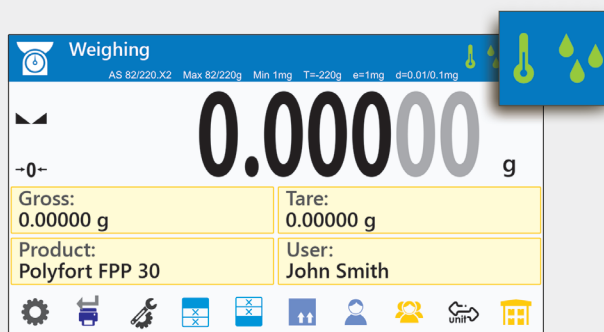 Weighing
AS 82/220.X2 Max 82/220g Min 1mg T=-220g e=1mg d=0.01/0.1mg
0.00000 g
→0←
Gross:
0.00000 g
Tare:
0.00000 g
Product:
Polyfort FPP 30
User:
John Smith
unit